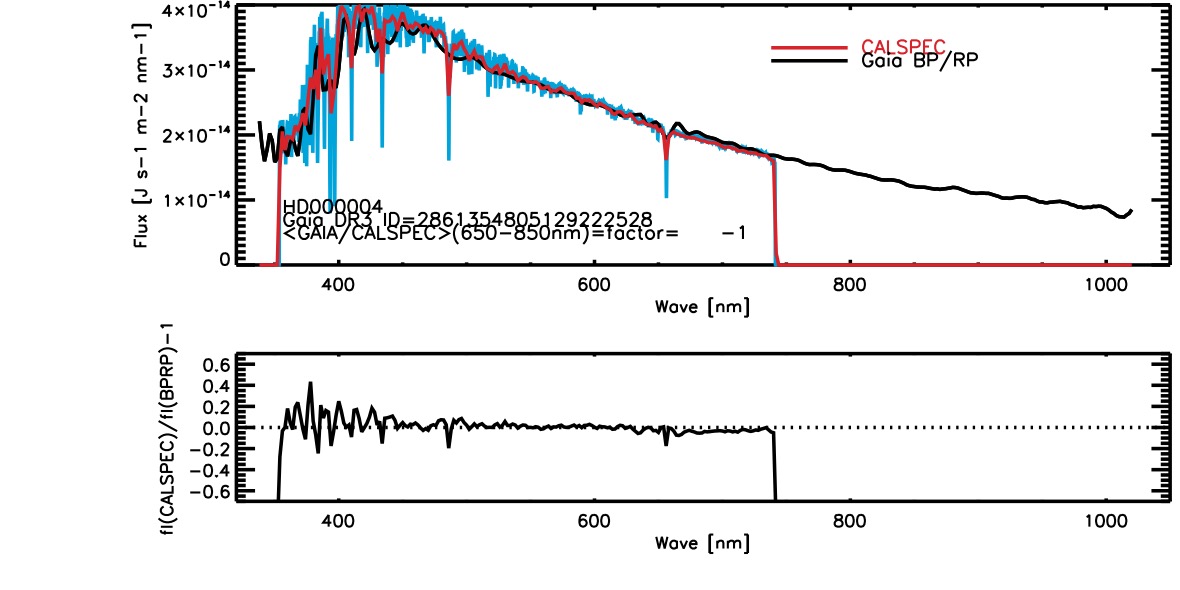 4×10⁻¹⁴
3×10⁻¹⁴
2×10⁻¹⁴
1×10⁻¹⁴
0
Flux [J s−1 m−2 nm−1]
CALSPEC
Gaia BP/RP
HD000004
Gaia DR3 ID=2861354805129222528
<GAIA/CALSPEC>(650−850nm)=factor= −1
400 600 800 1000
Wave [nm]
fl(CALSPEC)/fl(BPRP)−1
0.6
0.4
0.2
0.0
−0.2
−0.4
−0.6
400 600 800 1000
Wave [nm]